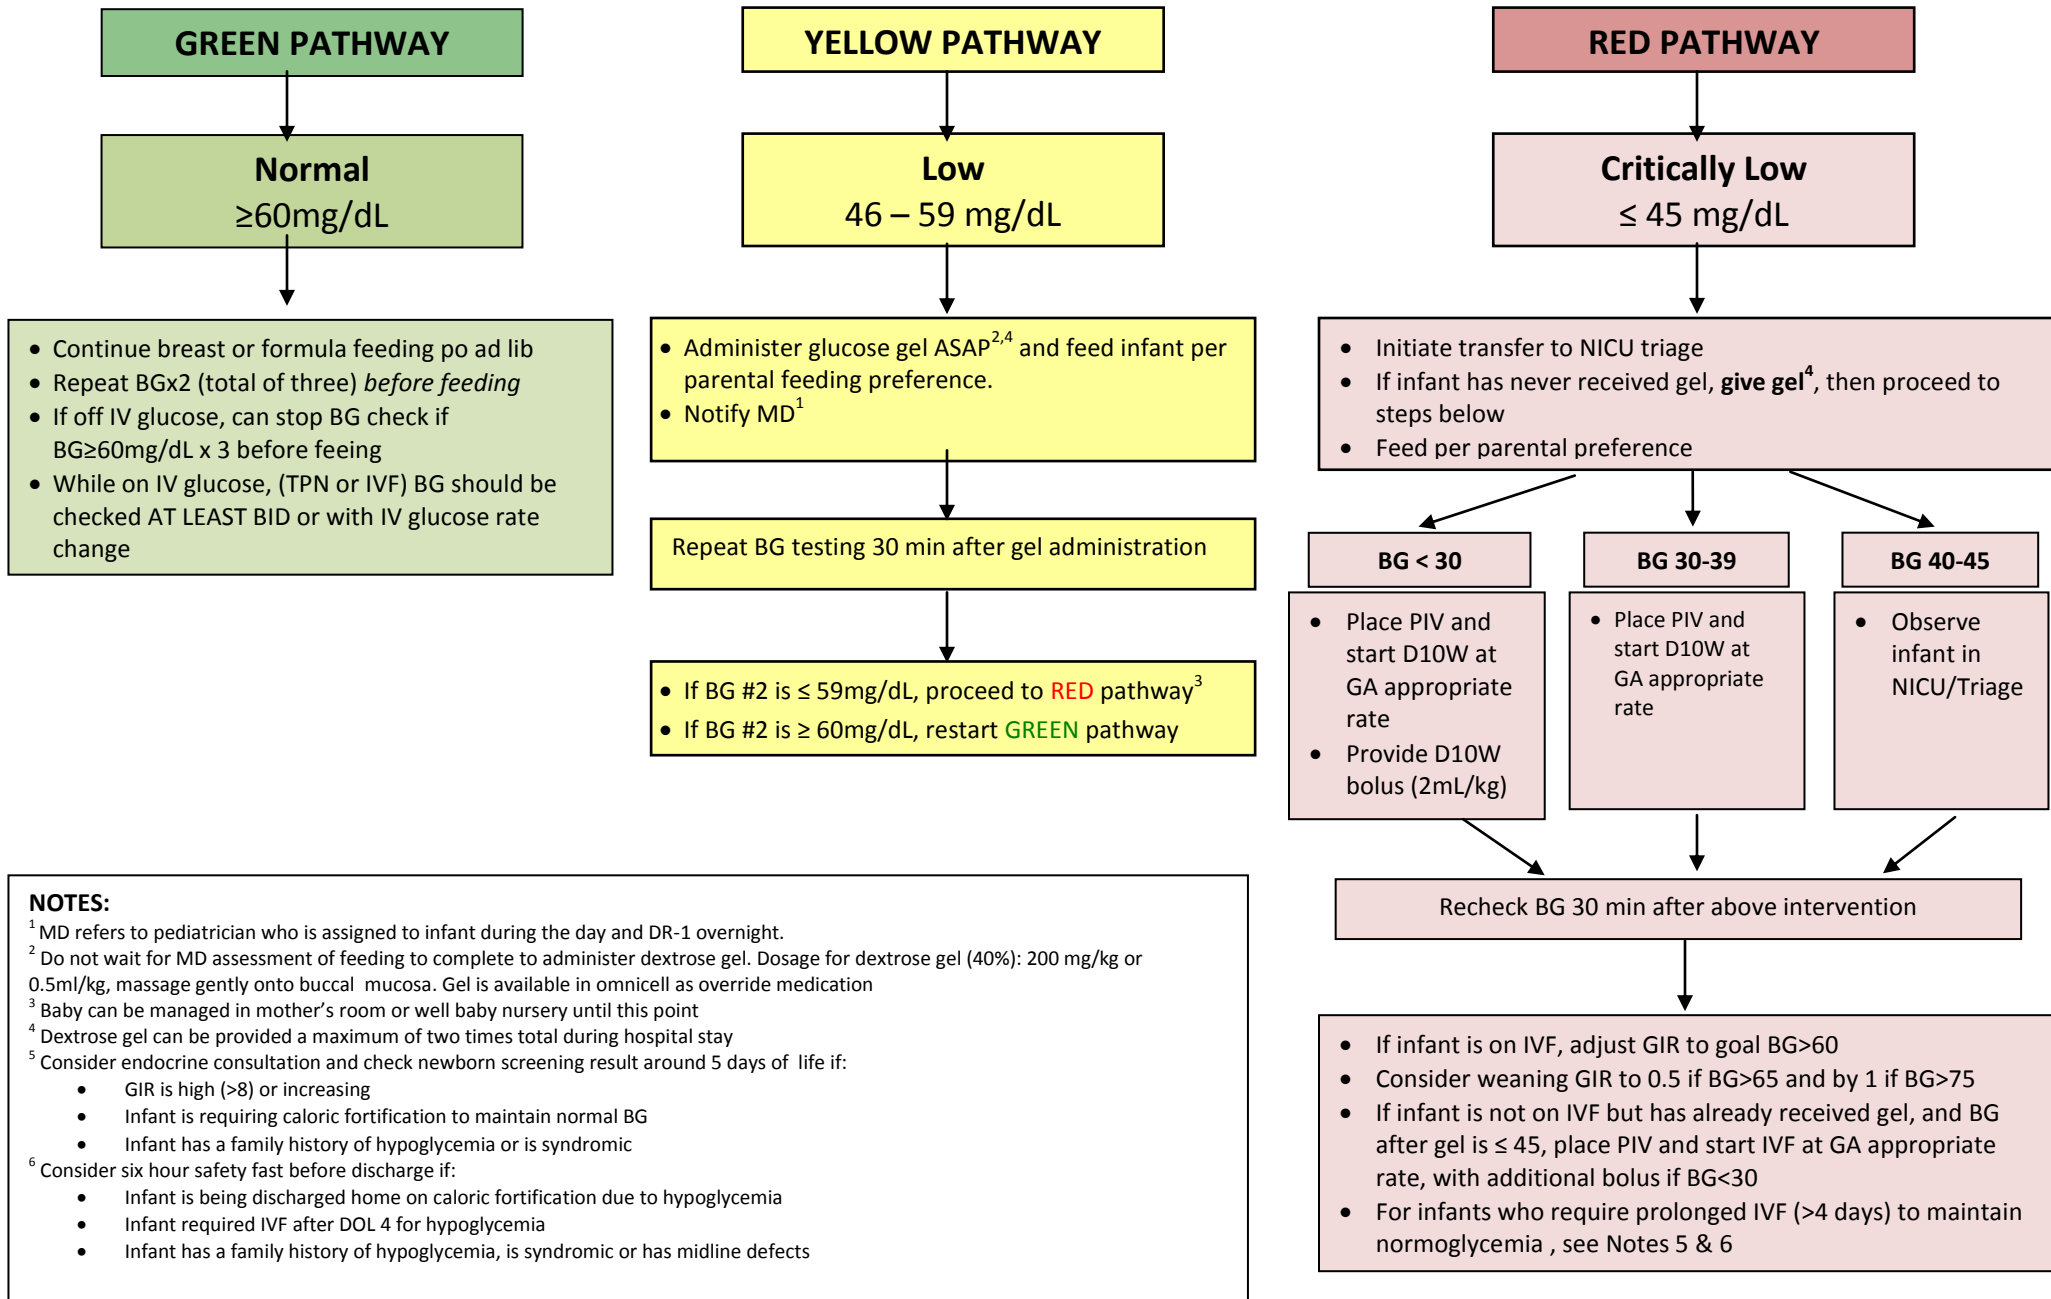 GREEN PATHWAY
Normal
≥60mg/dL
• Continue breast or formula feeding po ad lib
• Repeat BGx2 (total of three) before feeding
• If off IV glucose, can stop BG check if
BG≥60mg/dL x 3 before feeing
• While on IV glucose, (TPN or IVF) BG should be
checked AT LEAST BID or with IV glucose rate
change
YELLOW PATHWAY
Low
46 – 59 mg/dL
• Administer glucose gel ASAP2,4 and feed infant per
parental feeding preference.
• Notify MD1
Repeat BG testing 30 min after gel administration
• If BG #2 is ≤ 59mg/dL, proceed to RED pathway3
• If BG #2 is ≥ 60mg/dL, restart GREEN pathway
RED PATHWAY
Critically Low
≤ 45 mg/dL
• Initiate transfer to NICU triage
• If infant has never received gel, give gel4, then proceed to
steps below
• Feed per parental preference
BG < 30
• Place PIV and
start D10W at
GA appropriate
rate
• Provide D10W
bolus (2mL/kg)
BG 30-39
• Place PIV and
start D10W at
GA appropriate
rate
BG 40-45
• Observe
infant in
NICU/Triage
Recheck BG 30 min after above intervention
• If infant is on IVF, adjust GIR to goal BG>60
• Consider weaning GIR to 0.5 if BG>65 and by 1 if BG>75
• If infant is not on IVF but has already received gel, and BG
after gel is ≤ 45, place PIV and start IVF at GA appropriate
rate, with additional bolus if BG<30
• For infants who require prolonged IVF (>4 days) to maintain
normoglycemia , see Notes 5 & 6
NOTES:
1 MD refers to pediatrician who is assigned to infant during the day and DR-1 overnight.
2 Do not wait for MD assessment of feeding to complete to administer dextrose gel. Dosage for dextrose gel (40%): 200 mg/kg or
0.5ml/kg, massage gently onto buccal mucosa. Gel is available in omnicell as override medication
3 Baby can be managed in mother's room or well baby nursery until this point
4 Dextrose gel can be provided a maximum of two times total during hospital stay
5 Consider endocrine consultation and check newborn screening result around 5 days of life if:
• GIR is high (>8) or increasing
• Infant is requiring caloric fortification to maintain normal BG
• Infant has a family history of hypoglycemia or is syndromic
6 Consider six hour safety fast before discharge if:
• Infant is being discharged home on caloric fortification due to hypoglycemia
• Infant required IVF after DOL 4 for hypoglycemia
• Infant has a family history of hypoglycemia, is syndromic or has midline defects